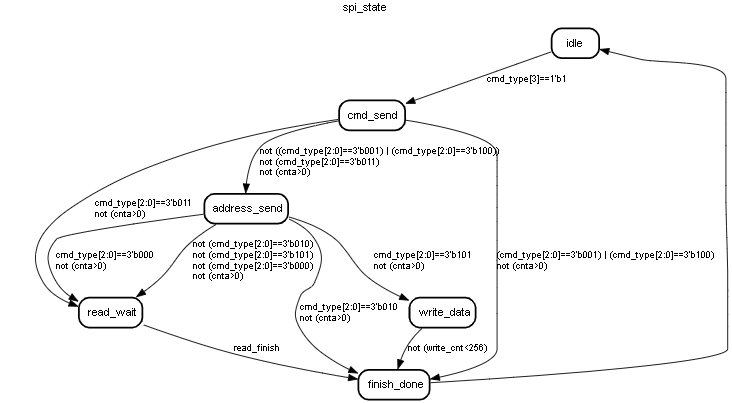 spi_state
idle
cmd_type[3]==1'b1
cmd_send
not ((cmd_type[2:0]==3'b001) | (cmd_type[2:0]==3'b100))
not (cmd_type[2:0]==3'b011)
not (cnta>0)
cmd_type[2:0]==3'b011
not (cnta>0)
address_send
cmd_type[2:0]==3'b000
not (cnta>0)
not (cmd_type[2:0]==3'b010)
not (cmd_type[2:0]==3'b101)
not (cmd_type[2:0]==3'b000)
not (cnta>0)
cmd_type[2:0]==3'b101
not (cnta>0)
(cmd_type[2:0]==3'b001) | (cmd_type[2:0]==3'b100)
not (cnta>0)
cmd_type[2:0]==3'b010
not (cnta>0)
read_wait
write_data
read_finish
not (write_cnt<256)
finish_done